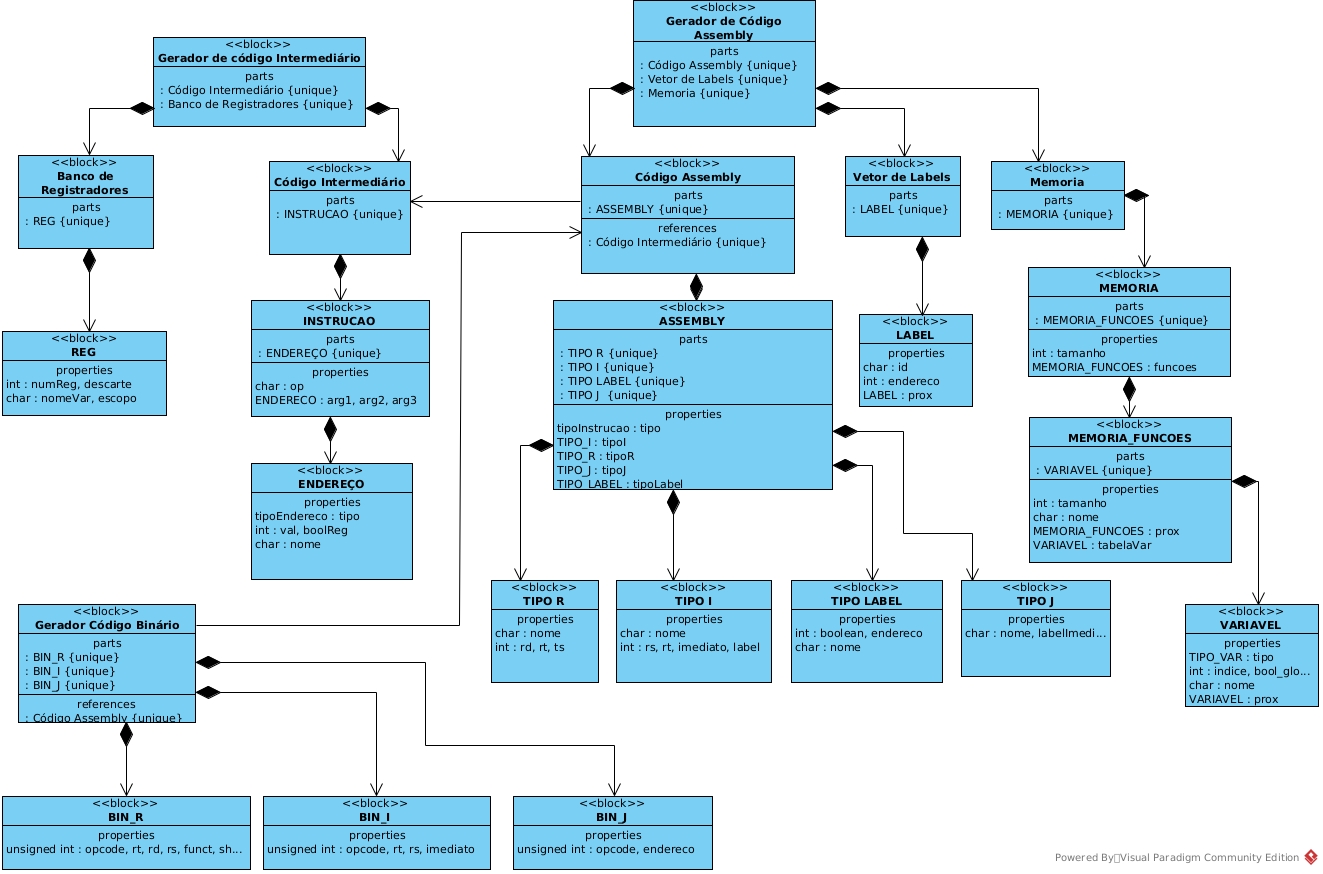 <<block>>
Gerador de código Intermediário
parts
: Código Intermediário {unique}
: Banco de Registradores {unique}
<<block>>
Gerador de Código
Assembly
parts
: Código Assembly {unique}
: Vetor de Labels {unique}
: Memoria {unique}
<<block>>
Banco de
Registradores
parts
: REG {unique}
<<block>>
Código Intermediário
parts
: INSTRUCAO {unique}
<<block>>
Código Assembly
parts
: ASSEMBLY {unique}
references
: Código Intermediário {unique}
<<block>>
Vetor de Labels
parts
: LABEL {unique}
<<block>>
Memoria
parts
: MEMORIA {unique}
<<block>>
REG
properties
int : numReg, descarte
char : nomeVar, escopo
<<block>>
INSTRUCAO
parts
: ENDEREÇO {unique}
properties
char : op
ENDERECO : arg1, arg2, arg3
<<block>>
ASSEMBLY
parts
: TIPO R {unique}
: TIPO I {unique}
: TIPO LABEL {unique}
: TIPO J {unique}
properties
tipoInstrucao : tipo
TIPO_I : tipoI
TIPO_R : tipoR
TIPO_J : tipoJ
TIPO_LABEL : tipoLabel
<<block>>
LABEL
properties
char : id
int : endereco
LABEL : prox
<<block>>
MEMORIA
parts
: MEMORIA_FUNCOES {unique}
properties
int : tamanho
MEMORIA_FUNCOES : funcoes
<<block>>
MEMORIA_FUNCOES
parts
: VARIAVEL {unique}
properties
int : tamanho
char : nome
MEMORIA_FUNCOES : prox
VARIAVEL : tabelaVar
<<block>>
ENDEREÇO
properties
tipoEndereco : tipo
int : val, boolReg
char : nome
<<block>>
TIPO R
properties
char : nome
int : rd, rt, ts
<<block>>
TIPO I
properties
char : nome
int : rs, rt, imediato, label
<<block>>
TIPO LABEL
properties
int : boolean, endereco
char : nome
<<block>>
TIPO J
properties
char : nome, labelImedi...
<<block>>
VARIAVEL
properties
TIPO_VAR : tipo
int : indice, bool_glo...
char : nome
VARIAVEL : prox
<<block>>
Gerador Código Binário
parts
: BIN_R {unique}
: BIN_I {unique}
: BIN_J {unique}
references
: Código Assembly {unique}
<<block>>
BIN_R
properties
unsigned int : opcode, rt, rd, rs, funct, sh...
<<block>>
BIN_I
properties
unsigned int : opcode, rt, rs, imediato
<<block>>
BIN_J
properties
unsigned int : opcode, endereco
Powered By Visual Paradigm Community Edition